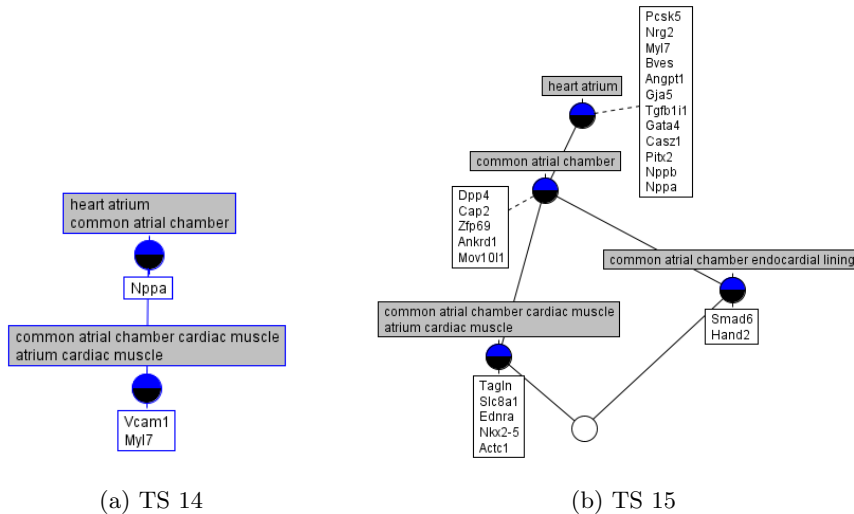 heart atrium
common atrial chamber
Nppa
common atrial chamber cardiac muscle
atrium cardiac muscle
Vcam1
Myl7
(a) TS 14
Pcsk5
Nrg2
Myl7
Bves
Angpt1
Gja5
Tgfb1i1
Gata4
Casz1
Pitx2
Nppb
Nppa
heart atrium
common atrial chamber
Dpp4
Cap2
Zfp69
Ankrd1
Mov10l1
common atrial chamber endocardial lining
Smad6
Hand2
common atrial chamber cardiac muscle
atrium cardiac muscle
Tagln
Slc8a1
Ednra
Nkx2-5
Actc1
(b) TS 15